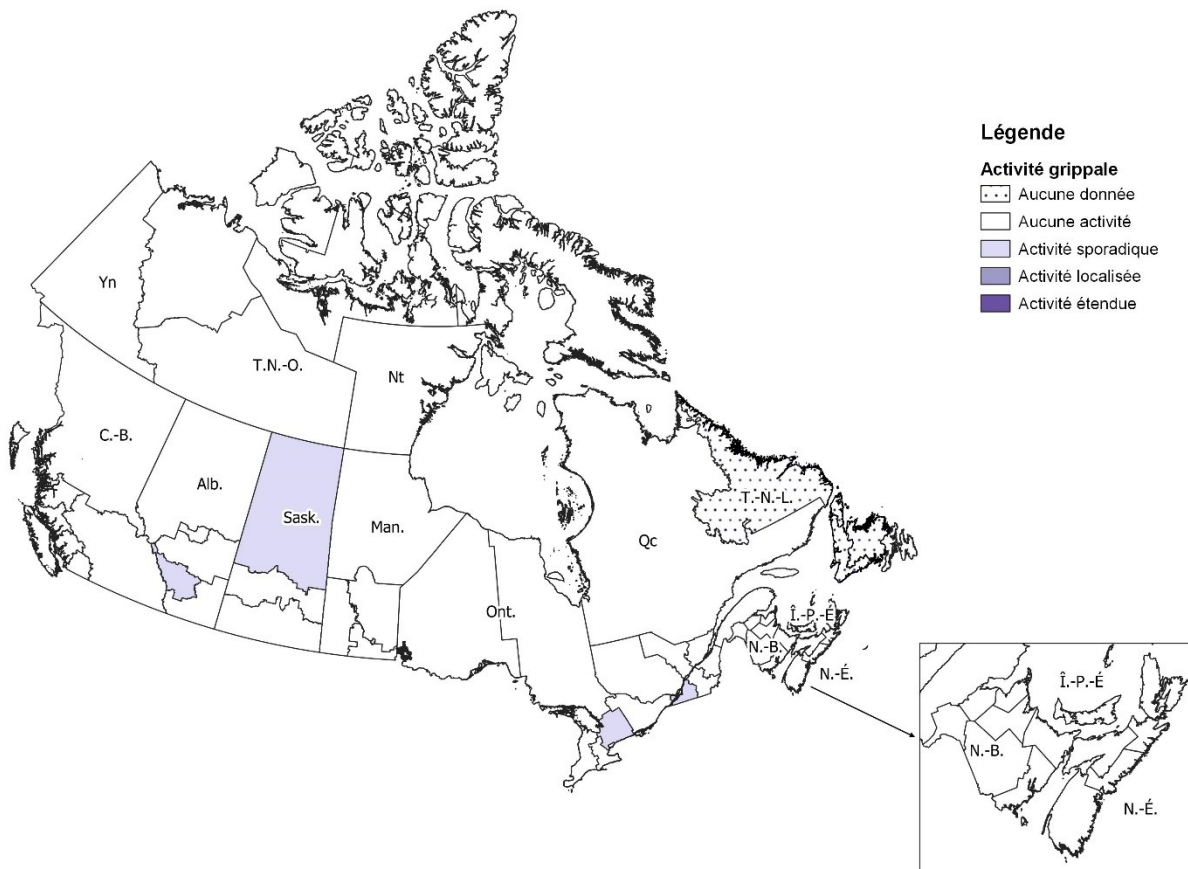 Légende
Activité grippale
Aucune donnée
Aucune activité
Activité sporadique
Activité localisée
Activité étendue
Yn
T.N.-O.
Nt
C.-B.
Alb.
Sask.
Man.
Ont.
Qc
T.-N.-L.
Î.-P.-É
N.-B.
N.-É.
Î.-P.-É
N.-B.
N.-É.